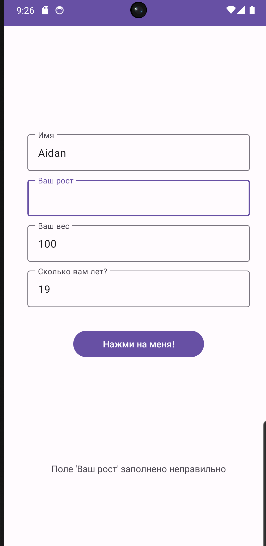 9:26
Имя
Aidan
Ваш рост
Ваш вес
100
Сколько вам лет?
19
Нажми на меня!
Поле 'Ваш рост' заполнено неправильно